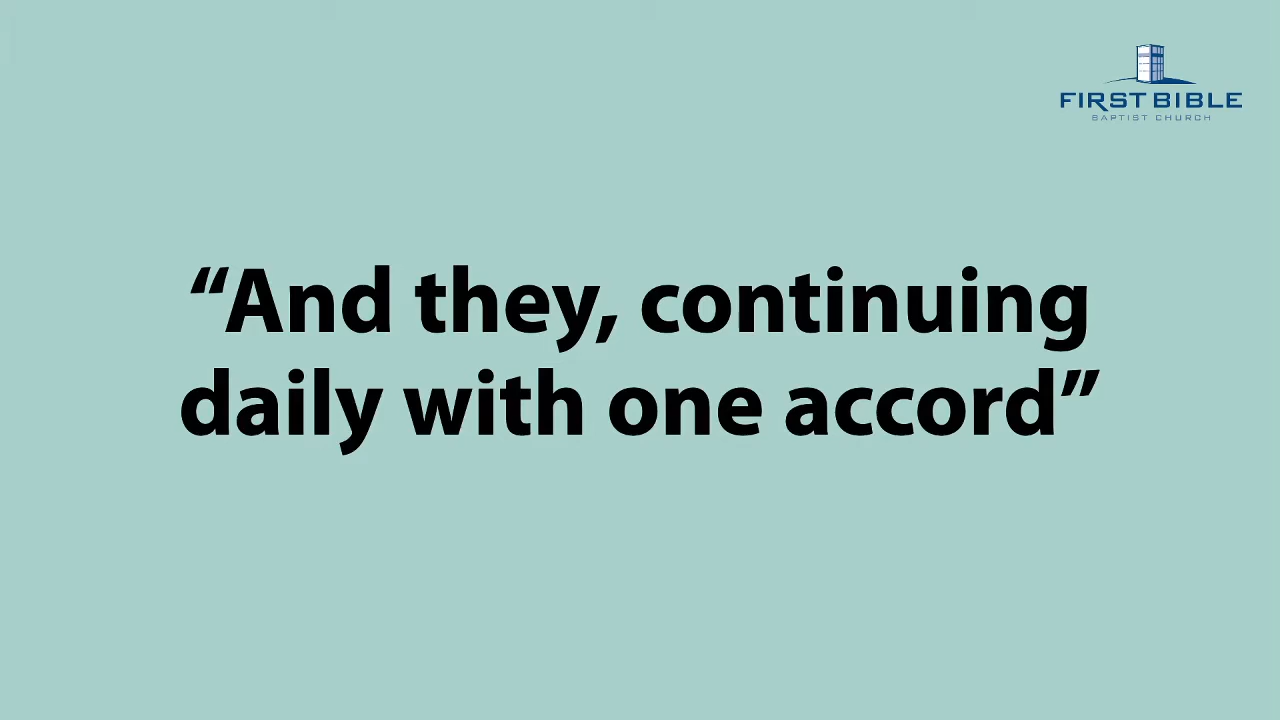 FIRST BIBLE
BAPTIST CHURCH
“And they, continuing
daily with one accord”